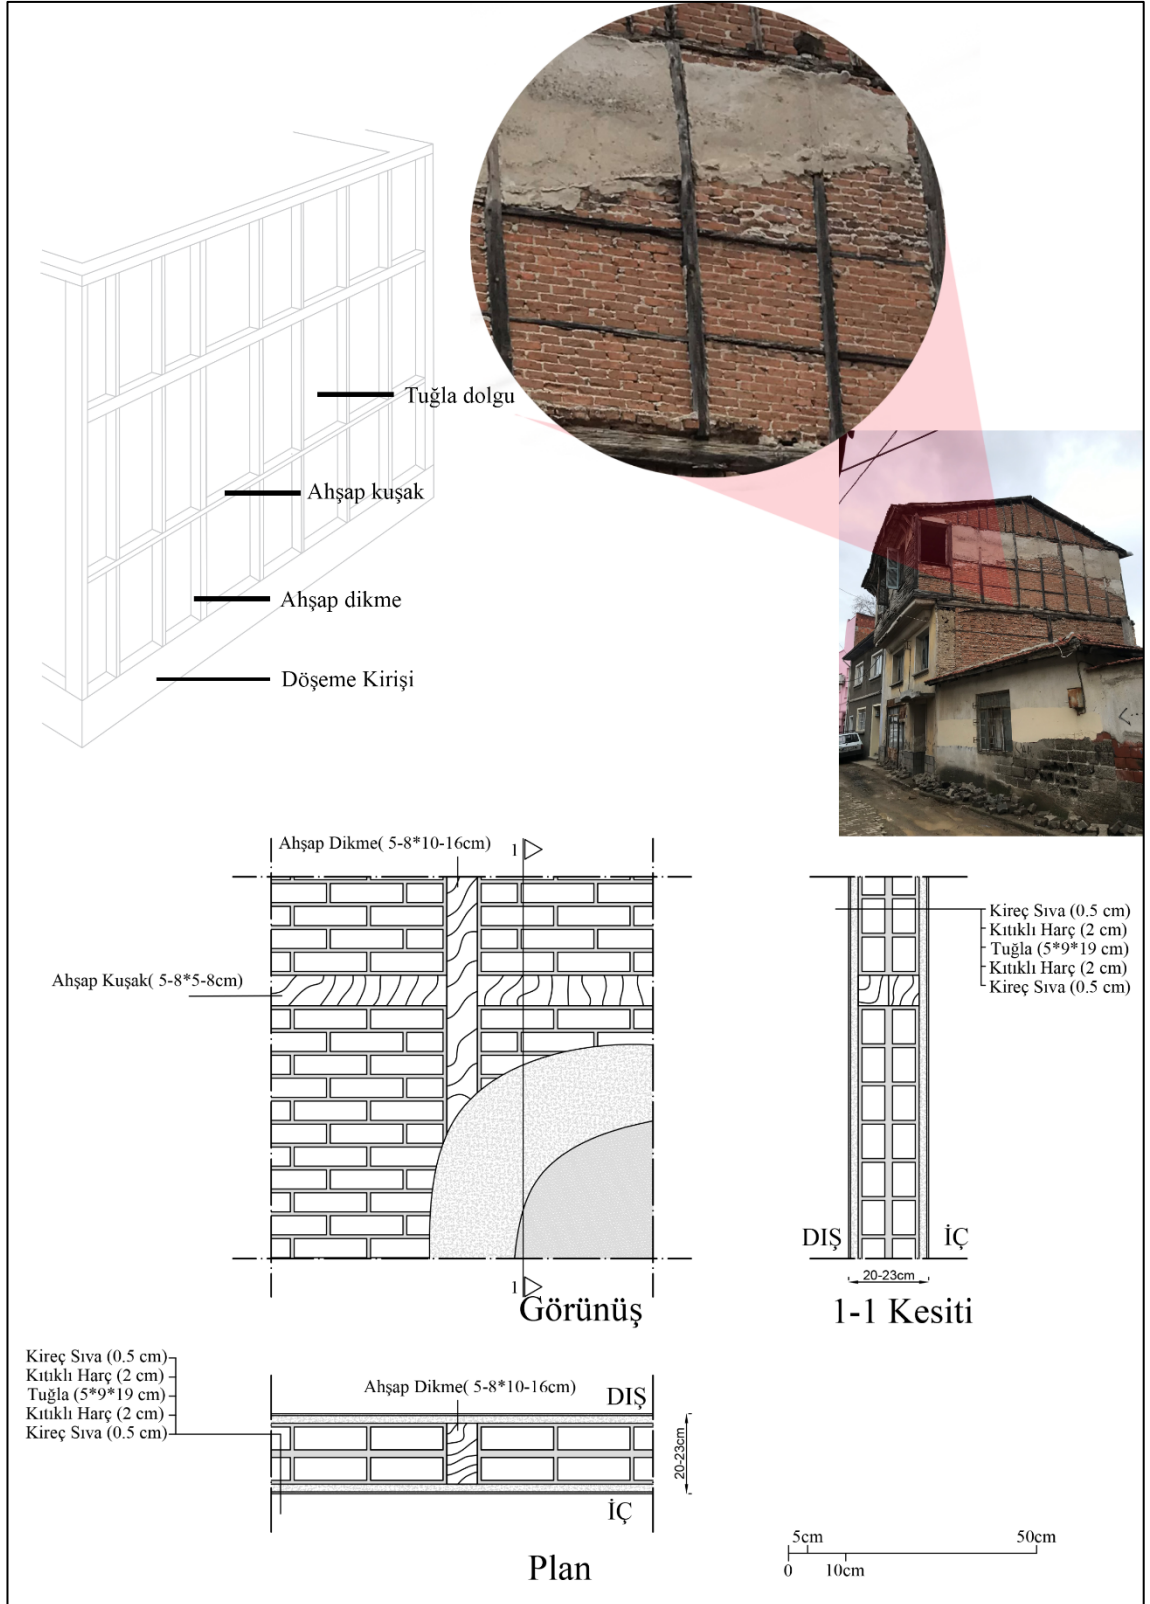 Tuğla dolgu
Ahşap kuşak
Ahşap dikme
Döşeme Kirişi
Ahşap Dikme( 5-8*10-16cm)
1
Ahşap Kuşak( 5-8*5-8cm)
1
Görünüş
Kireç Sıva (0.5 cm)
Kıtıklı Harç (2 cm)
Tuğla (5*9*19 cm)
Kıtıklı Harç (2 cm)
Kireç Sıva (0.5 cm)
DIŞ
İÇ
20-23cm
1-1 Kesiti
Kireç Sıva (0.5 cm)
Kıtıklı Harç (2 cm)
Tuğla (5*9*19 cm)
Kıtıklı Harç (2 cm)
Kireç Sıva (0.5 cm)
Ahşap Dikme( 5-8*10-16cm)
DIŞ
20-23cm
İÇ
Plan
5cm
50cm
0
10cm